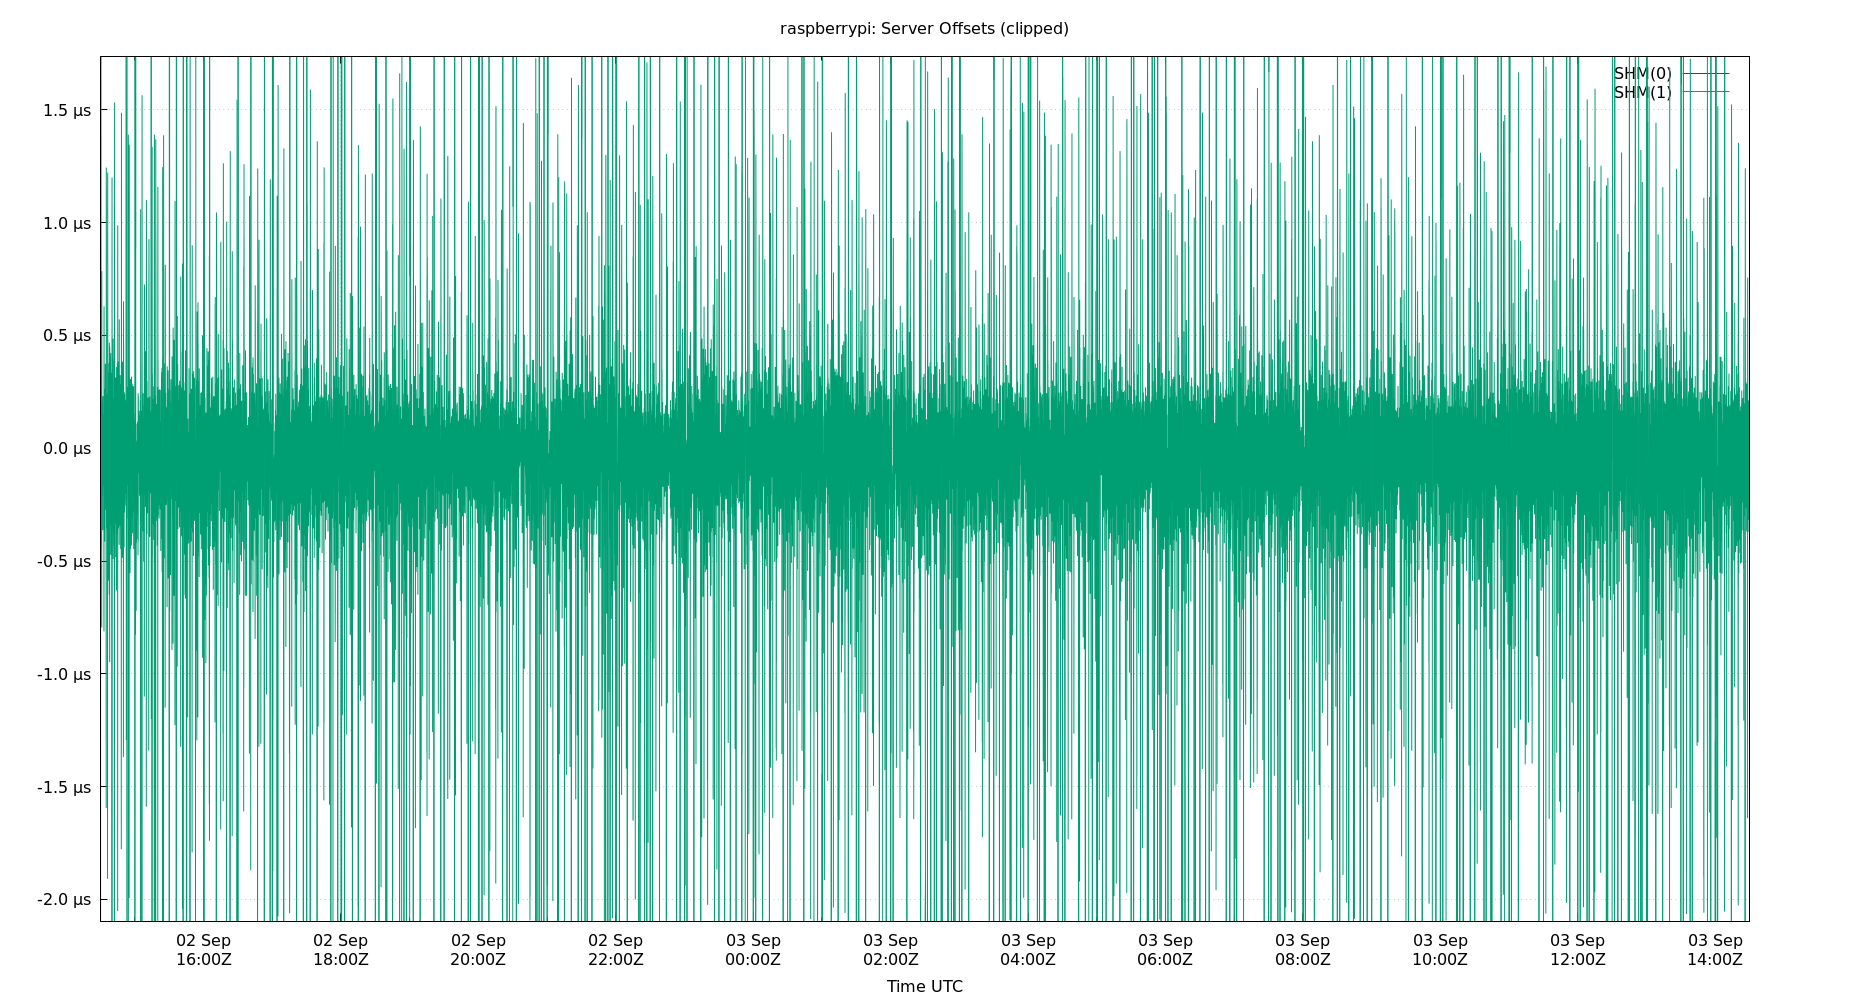 raspberrypi: Server Offsets (clipped)
SHM(0)
SHM(1)
1.5 µs
1.0 µs
0.5 µs
0.0 µs
-0.5 µs
-1.0 µs
-1.5 µs
-2.0 µs
02 Sep 02 Sep 02 Sep 02 Sep 03 Sep 03 Sep 03 Sep 03 Sep 03 Sep 03 Sep 03 Sep 03 Sep
16:00Z 18:00Z 20:00Z 22:00Z 00:00Z 02:00Z 04:00Z 06:00Z 08:00Z 10:00Z 12:00Z 14:00Z
Time UTC